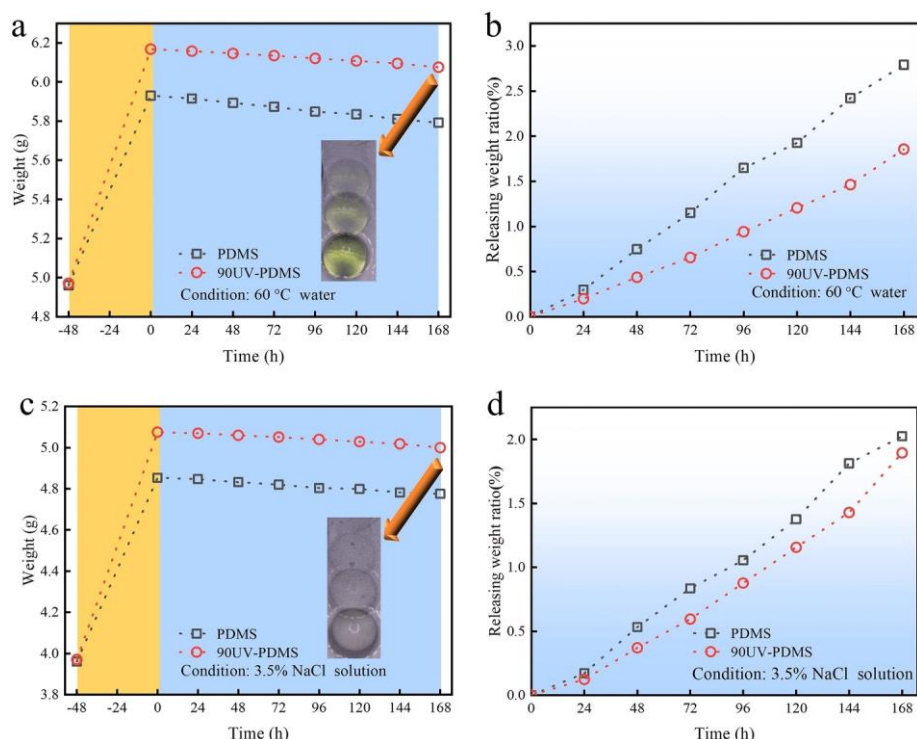 a
6.2
6.0
5.8
5.6
5.4
5.2
5.0
4.8
Weight (g)
PDMS
90UV-PDMS
Condition: 60 °C water
-48 -24 0 24 48 72 96 120 144 168
Time (h)
b
3.0
2.5
2.0
1.5
1.0
0.5
0.0
Releasing weight ratio(%)
PDMS
90UV-PDMS
Condition: 60 °C water
0 24 48 72 96 120 144 168
Time (h)
c
5.2
5.0
4.8
4.6
4.4
4.2
4.0
3.8
Weight (g)
PDMS
90UV-PDMS
Condition: 3.5% NaCl solution
-48 -24 0 24 48 72 96 120 144 168
Time (h)
d
2.0
1.5
1.0
0.5
0.0
Releasing weight ratio(%)
PDMS
90UV-PDMS
Condition: 3.5% NaCl solution
0 24 48 72 96 120 144 168
Time (h)